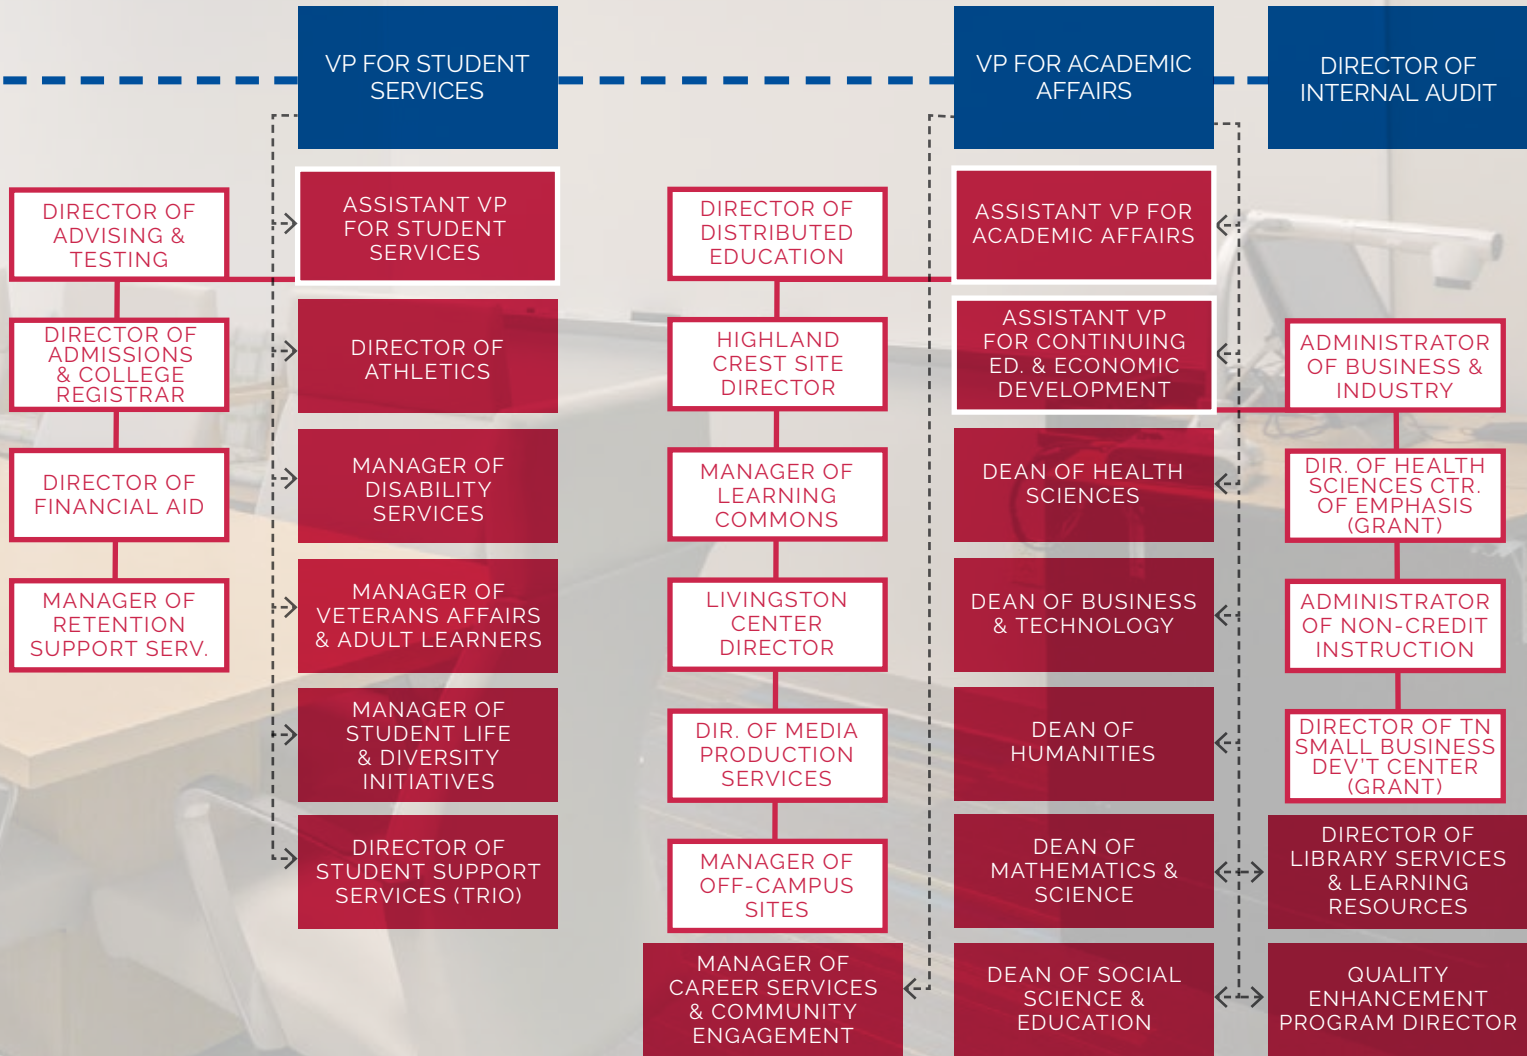 VP FOR STUDENT
SERVICES
VP FOR ACADEMIC
AFFAIRS
DIRECTOR OF
INTERNAL AUDIT
DIRECTOR OF
ADVISING &
TESTING
DIRECTOR OF
ADMISSIONS
& COLLEGE
REGISTRAR
DIRECTOR OF
FINANCIAL AID
MANAGER OF
RETENTION
SUPPORT SERV.
ASSISTANT VP
FOR STUDENT
SERVICES
DIRECTOR OF
ATHLETICS
MANAGER OF
DISABILITY
SERVICES
MANAGER OF
VETERANS AFFAIRS
& ADULT LEARNERS
MANAGER OF
STUDENT LIFE
& DIVERSITY
INITIATIVES
DIRECTOR OF
STUDENT SUPPORT
SERVICES (TRIO)
DIRECTOR OF
DISTRIBUTED
EDUCATION
HIGHLAND
CREST SITE
DIRECTOR
MANAGER OF
LEARNING
COMMONS
LIVINGSTON
CENTER
DIRECTOR
DIR. OF MEDIA
PRODUCTION
SERVICES
MANAGER OF
OFF-CAMPUS
SITES
MANAGER OF
CAREER SERVICES
& COMMUNITY
ENGAGEMENT
ASSISTANT VP FOR
ACADEMIC AFFAIRS
ASSISTANT VP
FOR CONTINUING
ED. & ECONOMIC
DEVELOPMENT
DEAN OF HEALTH
SCIENCES
DEAN OF BUSINESS
& TECHNOLOGY
DEAN OF
HUMANITIES
DEAN OF
MATHEMATICS &
SCIENCE
DEAN OF SOCIAL
SCIENCE &
EDUCATION
ADMINISTRATOR
OF BUSINESS &
INDUSTRY
DIR. OF HEALTH
SCIENCES CTR.
OF EMPHASIS
(GRANT)
ADMINISTRATOR
OF NON-CREDIT
INSTRUCTION
DIRECTOR OF TN
SMALL BUSINESS
DEV'T CENTER
(GRANT)
DIRECTOR OF
LIBRARY SERVICES
& LEARNING
RESOURCES
QUALITY
ENHANCEMENT
PROGRAM DIRECTOR